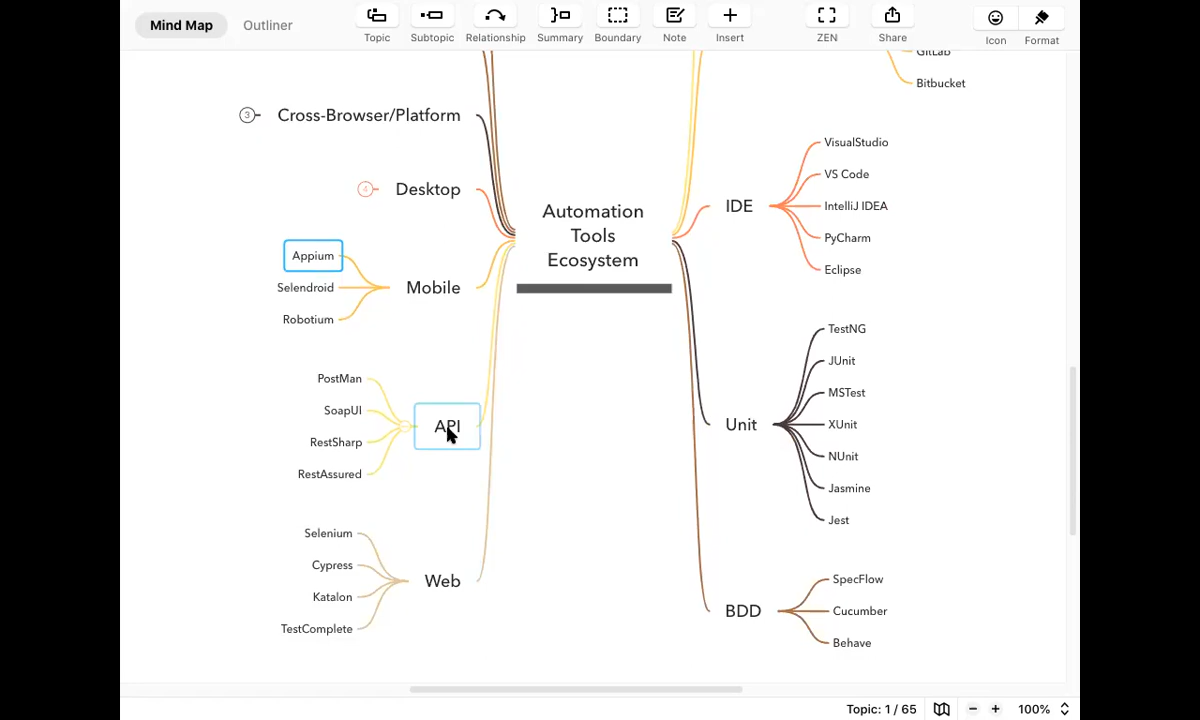 Mind Map
Outliner
Topic
Subtopic
Relationship
Summary
Boundary
Note
Insert
ZEN
Share
Icon
Format
GitLab
Bitbucket
3
Cross-Browser/Platform
4
Desktop
Appium
Selendroid
Robotium
Mobile
PostMan
SoapUI
RestSharp
RestAssured
API
Selenium
Cypress
Katalon
TestComplete
Web
Automation
Tools
Ecosystem
IDE
VisualStudio
VS Code
IntelliJ IDEA
PyCharm
Eclipse
Unit
TestNG
JUnit
MSTest
XUnit
NUnit
Jasmine
Jest
BDD
SpecFlow
Cucumber
Behave
Topic: 1 / 65
100%